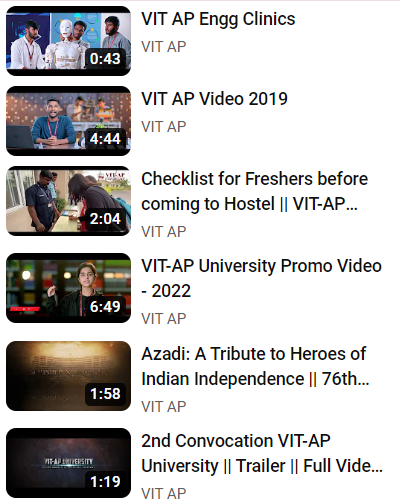 VIT AP Engg Clinics
VIT AP
0:43
VIT AP Video 2019
VIT AP
4:44
Checklist for Freshers before
coming to Hostel || VIT-AP...
VIT AP
2:04
VIT-AP University Promo Video
- 2022
VIT AP
6:49
Azadi: A Tribute to Heroes of
Indian Independence || 76th...
VIT AP
1:58
2nd Convocation VIT-AP
University || Trailer || Full Vide...
VIT AP
VIT-AP UNIVERSITY
1:19